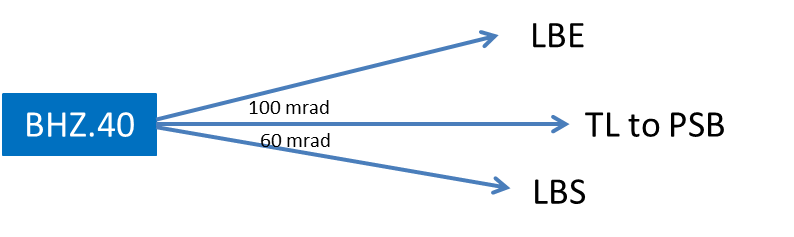 LBE
100 mrad
BHZ.40
TL to PSB
60 mrad
LBS